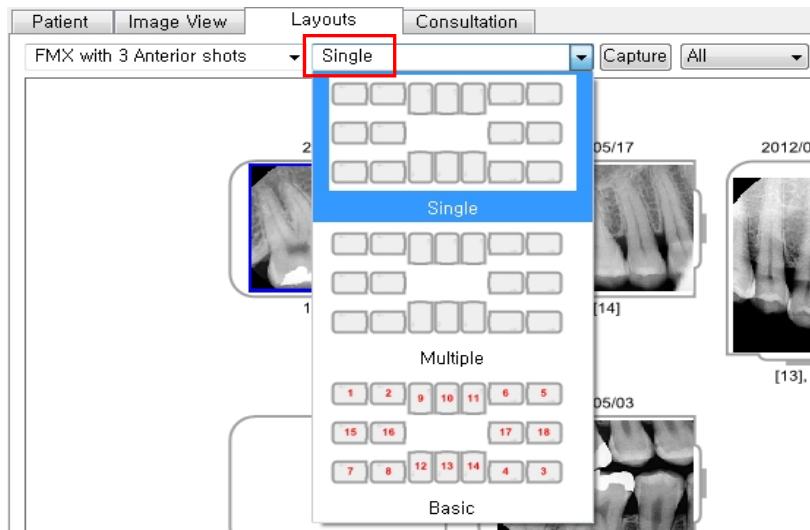 Patient Image View Layouts Consultation
FMX with 3 Anterior shots Single Capture All
05/17 2012/0
Single
[14]
Multiple
[13],
1 2 9 10 11 6 5
05/03
15 16 17 18
7 8 12 13 14 4 3
Basic